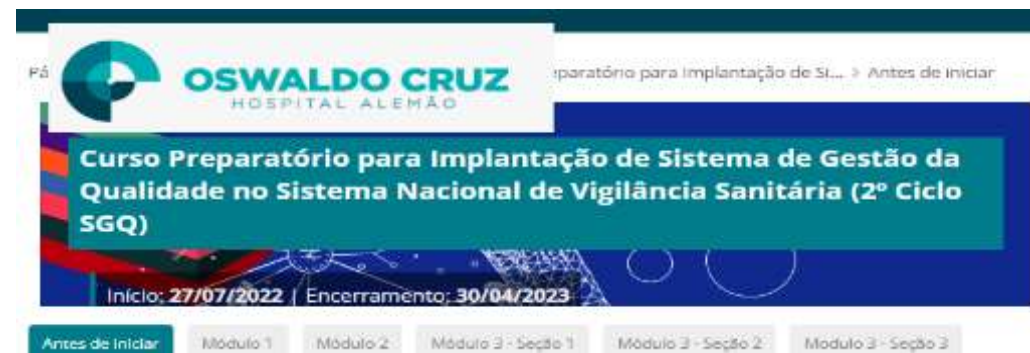 OSWALDO CRUZ
HOSPITAL ALEMÃO
Pá
eparatório para Implantação de Si... > Antes de iniciar
Curso Preparatório para Implantação de Sistema de Gestão da
Qualidade no Sistema Nacional de Vigilância Sanitária (2º Ciclo
SGQ)
Início: 27/07/2022 | Encerramento: 30/04/2023
Antes de iniciar Módulo 1 Módulo 2 Módulo 3 - Seção 1 Módulo 3 - Seção 2 Módulo 3 - Seção 3